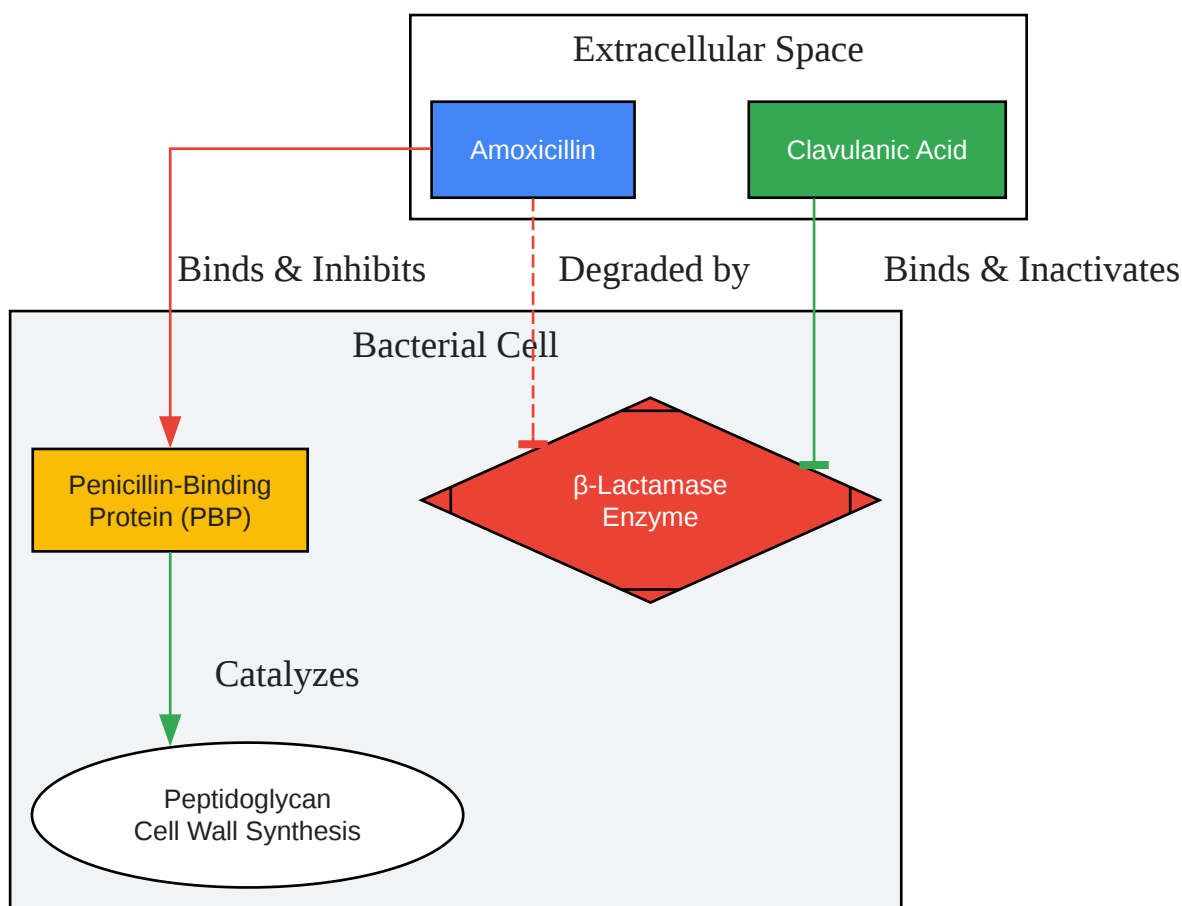 Extracellular Space
Amoxicillin
Clavulanic Acid
Binds & Inhibits
Degraded by
Binds & Inactivates
Bacterial Cell
Penicillin-Binding
Protein (PBP)
β-Lactamase
Enzyme
Catalyzes
Peptidoglycan
Cell Wall Synthesis